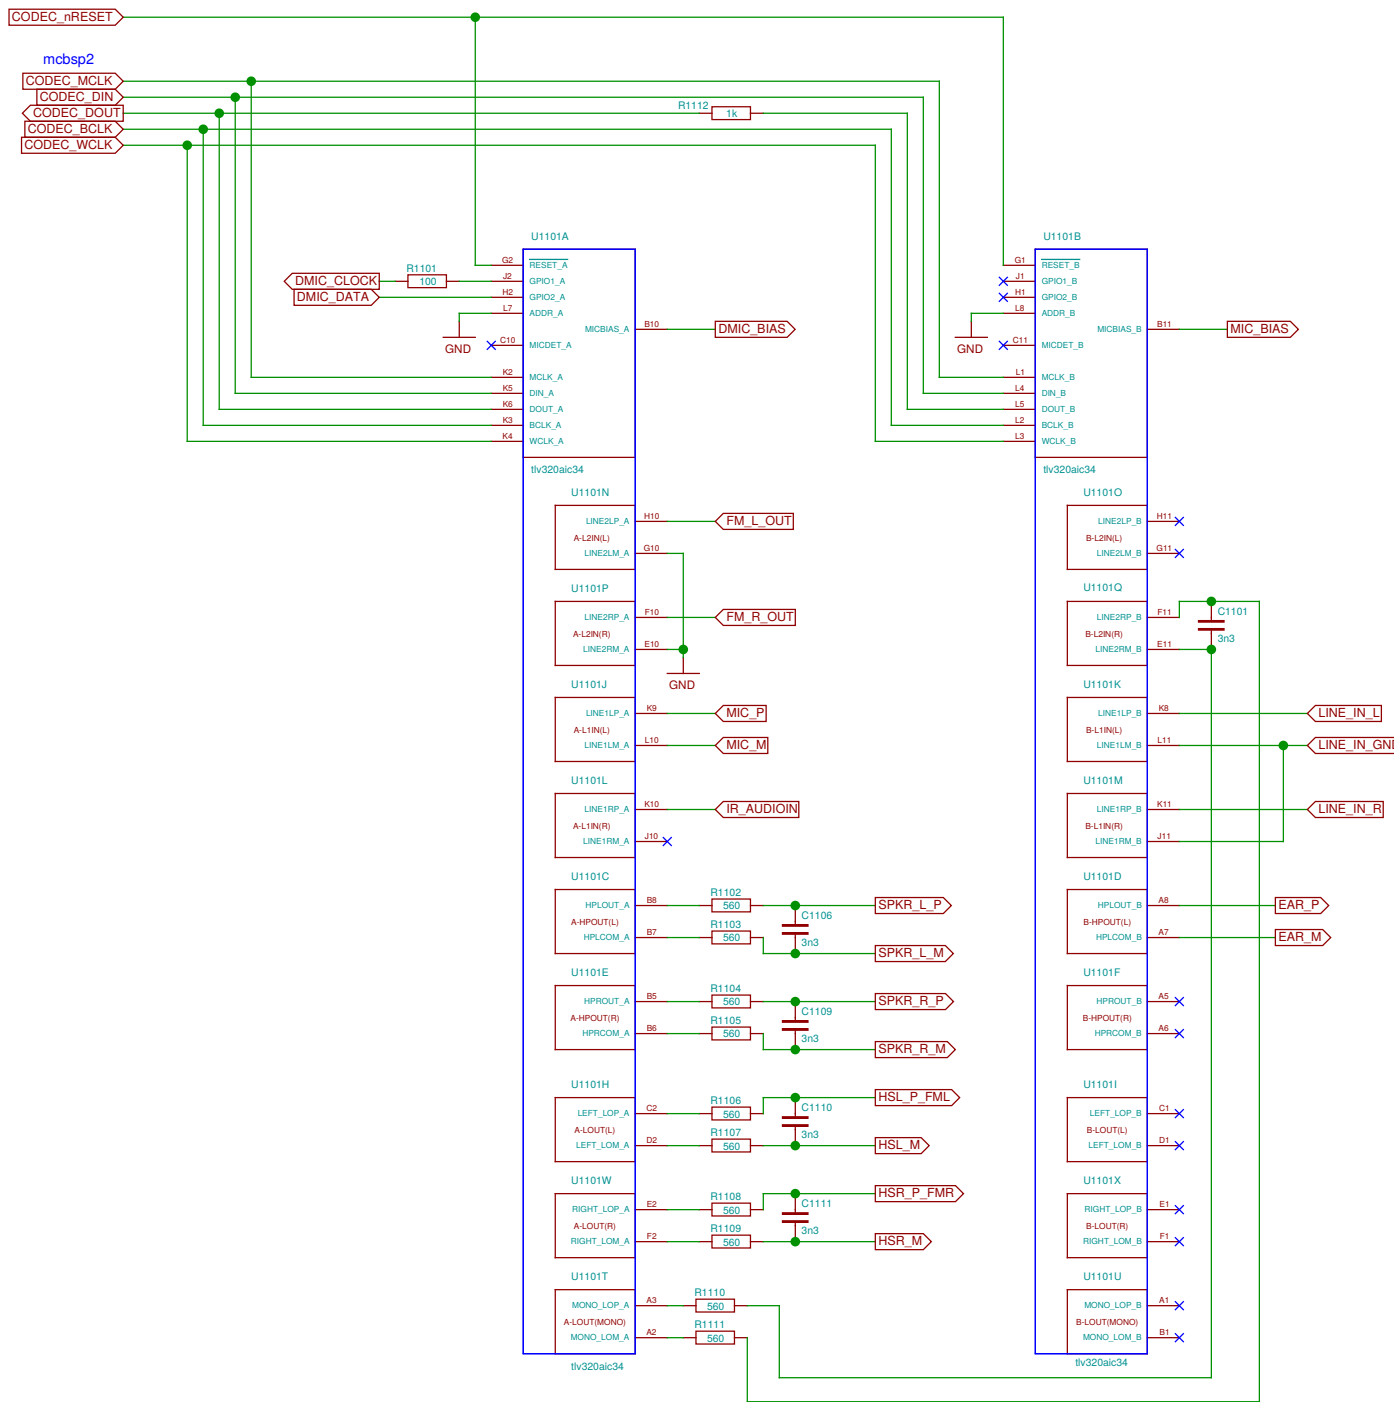 CODEC_nRESET
mcbsp2
CODEC_MCLK
CODEC_DIN
CODEC_DOUT
CODEC_BCLK
CODEC_WCLK
R1112
1k
U1101A
G2 RESET_A
DMIC_CLOCK R1101 100 J2 GPIO1_A
DMIC_DATA H2 GPIO2_A
L7 ADDR_A
GND
MICBIAS_A B10 DMIC_BIAS
C10 MICDET_A
K2 MCLK_A
K5 DIN_A
K6 DOUT_A
K3 BCLK_A
K4 WCLK_A
tlv320aic34
U1101B
G1 RESET_B
J1 GPIO1_B
H1 GPIO2_B
L8 ADDR_B
GND
MICBIAS_B B11 MIC_BIAS
C11 MICDET_B
L1 MCLK_B
L4 DIN_B
L5 DOUT_B
L2 BCLK_B
L3 WCLK_B
tlv320aic34
U1101N
LINE2LP_A H10 FM_L_OUT
A-L2IN(L)
LINE2LM_A G10
U1101P
LINE2RP_A F10 FM_R_OUT
A-L2IN(R)
LINE2RM_A E10
GND
U1101J
LINE1LP_A K9 MIC_P
A-L1IN(L)
LINE1LM_A L10 MIC_M
U1101L
LINE1RP_A K10 IR_AUDIOIN
A-L1IN(R)
LINE1RM_A J10
U1101C
HPLOUT_A B8 R1102 560 SPKR_L_P
A-HPOUT(L)
C1106
3n3
HPLCOM_A B7 R1103 560 SPKR_L_M
U1101E
HPROUT_A B5 R1104 560 SPKR_R_P
A-HPOUT(R)
C1109
3n3
HPRCOM_A B6 R1105 560 SPKR_R_M
U1101H
LEFT_LOP_A C2 R1106 560 HSL_P_FML
A-LOUT(L)
C1110
3n3
LEFT_LOM_A D2 R1107 560 HSL_M
U1101W
RIGHT_LOP_A E2 R1108 560 HSR_P_FMR
A-LOUT(R)
C1111
3n3
RIGHT_LOM_A F2 R1109 560 HSR_M
U1101T
MONO_LOP_A A3 R1110 560
A-LOUT(MONO)
MONO_LOM_A A2 R1111 560
tlv320aic34
U1101O
LINE2LP_B H11
B-L2IN(L)
LINE2LM_B G11
U1101Q
LINE2RP_B F11
B-L2IN(R)
C1101
3n3
LINE2RM_B E11
U1101K
LINE1LP_B K8 LINE_IN_L
B-L1IN(L)
LINE1LM_B L11 LINE_IN_GND
U1101M
LINE1RP_B K11 LINE_IN_R
B-L1IN(R)
LINE1RM_B J11
U1101D
HPLOUT_B A8 EAR_P
B-HPOUT(L)
HPLCOM_B A7 EAR_M
U1101F
HPROUT_B A5
B-HPOUT(R)
HPRCOM_B A6
U1101I
LEFT_LOP_B C1
B-LOUT(L)
LEFT_LOM_B D1
U1101X
RIGHT_LOP_B E1
B-LOUT(R)
RIGHT_LOM_B F1
U1101U
MONO_LOP_B A1
B-LOUT(MONO)
MONO_LOM_B B1
tlv320aic34